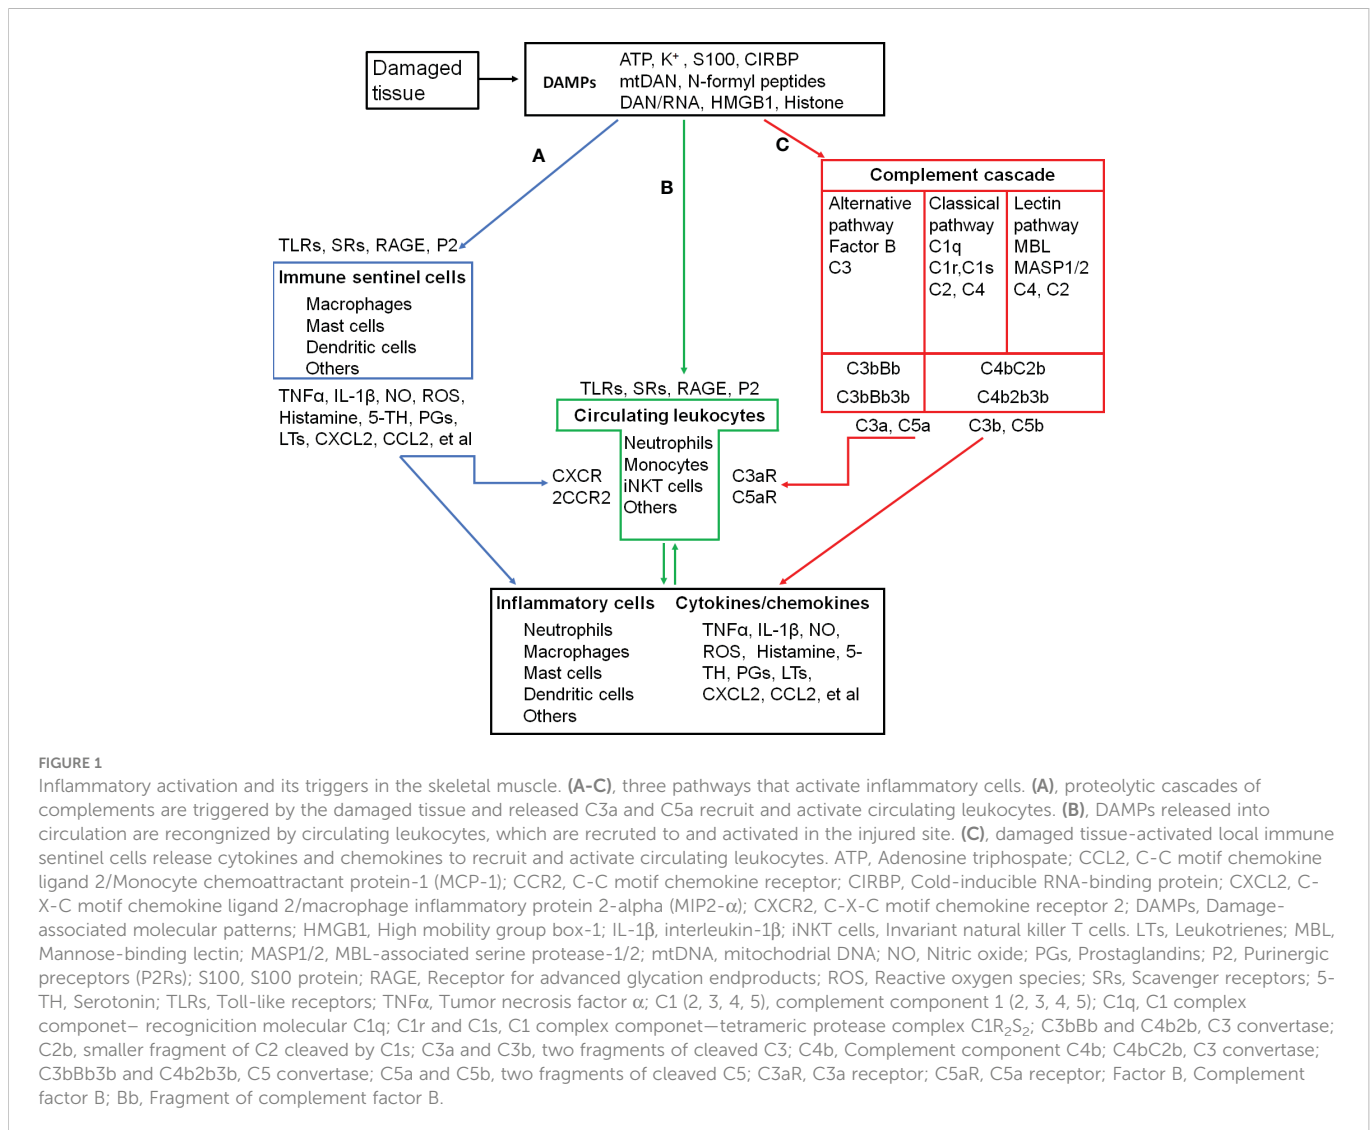 Damaged
tissue
DAMPs
ATP, K⁺ , S100, CIRBP
mtDAN, N-formyl peptides
DAN/RNA, HMGB1, Histone
A
B
C
TLRs, SRs, RAGE, P2
Immune sentinel cells
Macrophages
Mast cells
Dendritic cells
Others
TNFα, IL-1β, NO, ROS,
Histamine, 5-TH, PGs,
LTs, CXCL2, CCL2, et al
Complement cascade
Alternative
pathway
Factor B
C3
Classical
pathway
C1q
C1r,C1s
C2, C4
Lectin
pathway
MBL
MASP1/2
C4, C2
C3bBb
C3bBb3b
C4bC2b
C4b2b3b
C3a, C5a
C3b, C5b
TLRs, SRs, RAGE, P2
Circulating leukocytes
Neutrophils
Monocytes
iNKT cells
Others
CXCR
2CCR2
C3aR
C5aR
Inflammatory cells
Neutrophils
Macrophages
Mast cells
Dendritic cells
Others
Cytokines/chemokines
TNFα, IL-1β, NO,
ROS, Histamine, 5-
TH, PGs, LTs,
CXCL2, CCL2, et al
FIGURE 1
Inflammatory activation and its triggers in the skeletal muscle. (A-C), three pathways that activate inflammatory cells. (A), proteolytic cascades of
complements are triggered by the damaged tissue and released C3a and C5a recruit and activate circulating leukocytes. (B), DAMPs released into
circulation are recongnized by circulating leukocytes, which are recruted to and activated in the injured site. (C), damaged tissue-activated local immune
sentinel cells release cytokines and chemokines to recruit and activate circulating leukocytes. ATP, Adenosine triphospate; CCL2, C-C motif chemokine
ligand 2/Monocyte chemoattractant protein-1 (MCP-1); CCR2, C-C motif chemokine receptor; CIRBP, Cold-inducible RNA-binding protein; CXCL2, C-
X-C motif chemokine ligand 2/macrophage inflammatory protein 2-alpha (MIP2-α); CXCR2, C-X-C motif chemokine receptor 2; DAMPs, Damage-
associated molecular patterns; HMGB1, High mobility group box-1; IL-1β, interleukin-1β; iNKT cells, Invariant natural killer T cells. LTs, Leukotrienes; MBL,
Mannose-binding lectin; MASP1/2, MBL-associated serine protease-1/2; mtDNA, mitochodrial DNA; NO, Nitric oxide; PGs, Prostaglandins; P2, Purinergic
preceptors (P2Rs); S100, S100 protein; RAGE, Receptor for advanced glycation endproducts; ROS, Reactive oxygen species; SRs, Scavenger receptors; 5-
TH, Serotonin; TLRs, Toll-like receptors; TNFα, Tumor necrosis factor α; C1 (2, 3, 4, 5), complement component 1 (2, 3, 4, 5); C1q, C1 complex
componet– recognicition molecular C1q; C1r and C1s, C1 complex componet—tetrameric protease complex C1R₂S₂; C3bBb and C4b2b, C3 convertase;
C2b, smaller fragment of C2 cleaved by C1s; C3a and C3b, two fragments of cleaved C3; C4b, Complement component C4b; C4bC2b, C3 convertase;
C3bBb3b and C4b2b3b, C5 convertase; C5a and C5b, two fragments of cleaved C5; C3aR, C3a receptor; C5aR, C5a receptor; Factor B, Complement
factor B; Bb, Fragment of complement factor B.